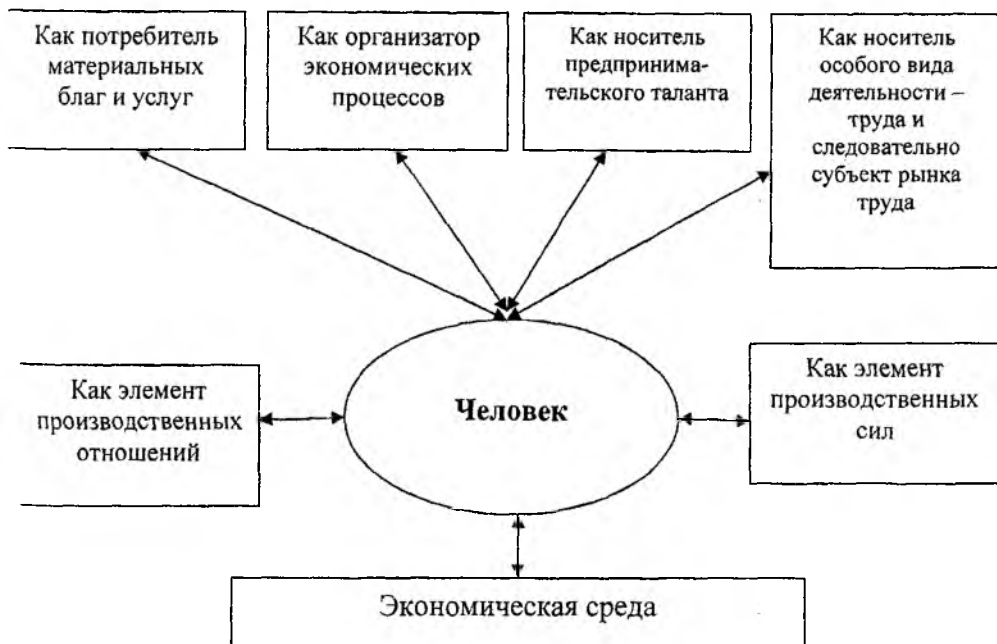 Как потребитель
материальных
благ и услуг
Как организатор
экономических
процессов
Как носитель
предпринима-
тельского таланта
Как носитель
особого вида
деятельности –
труда и
следовательно
субъект рынка
труда
Как элемент
производственных
отношений
Человек
Как элемент
производственных
сил
Экономическая среда